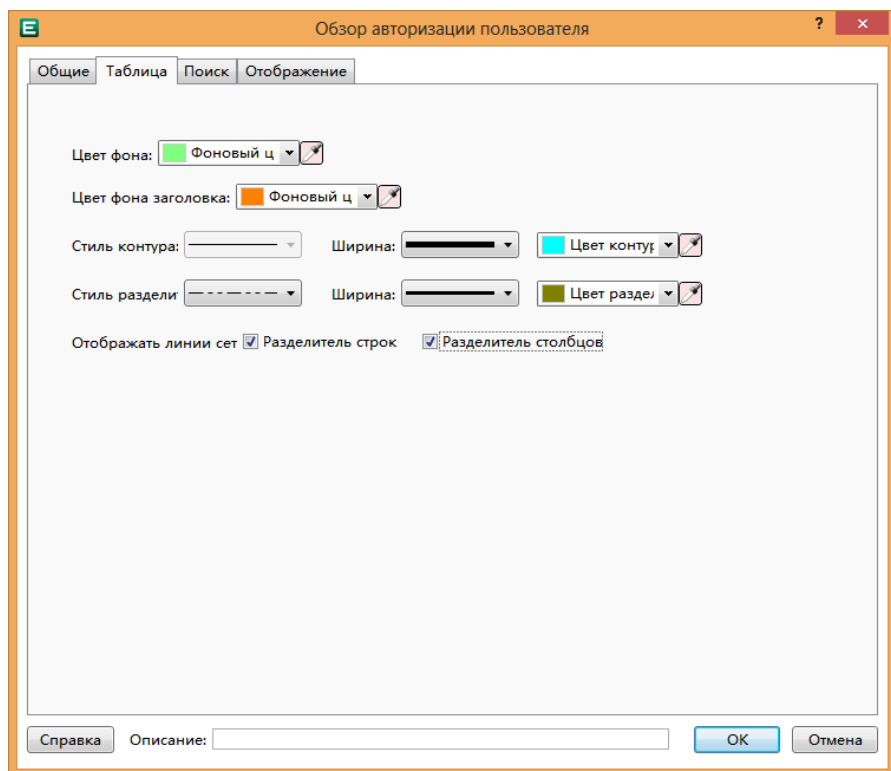 E Обзор авторизации пользователя ? ×
Общие Таблица Поиск Отображение
Цвет фона: Фоновый ц
Цвет фона заголовка: Фоновый ц
Стиль контура: Ширина: Цвет контур
Стиль раздели Ширина: Цвет раздел
Отображать линии сет Разделитель строк Разделитель столбцов
Справка Описание: OK Отмена